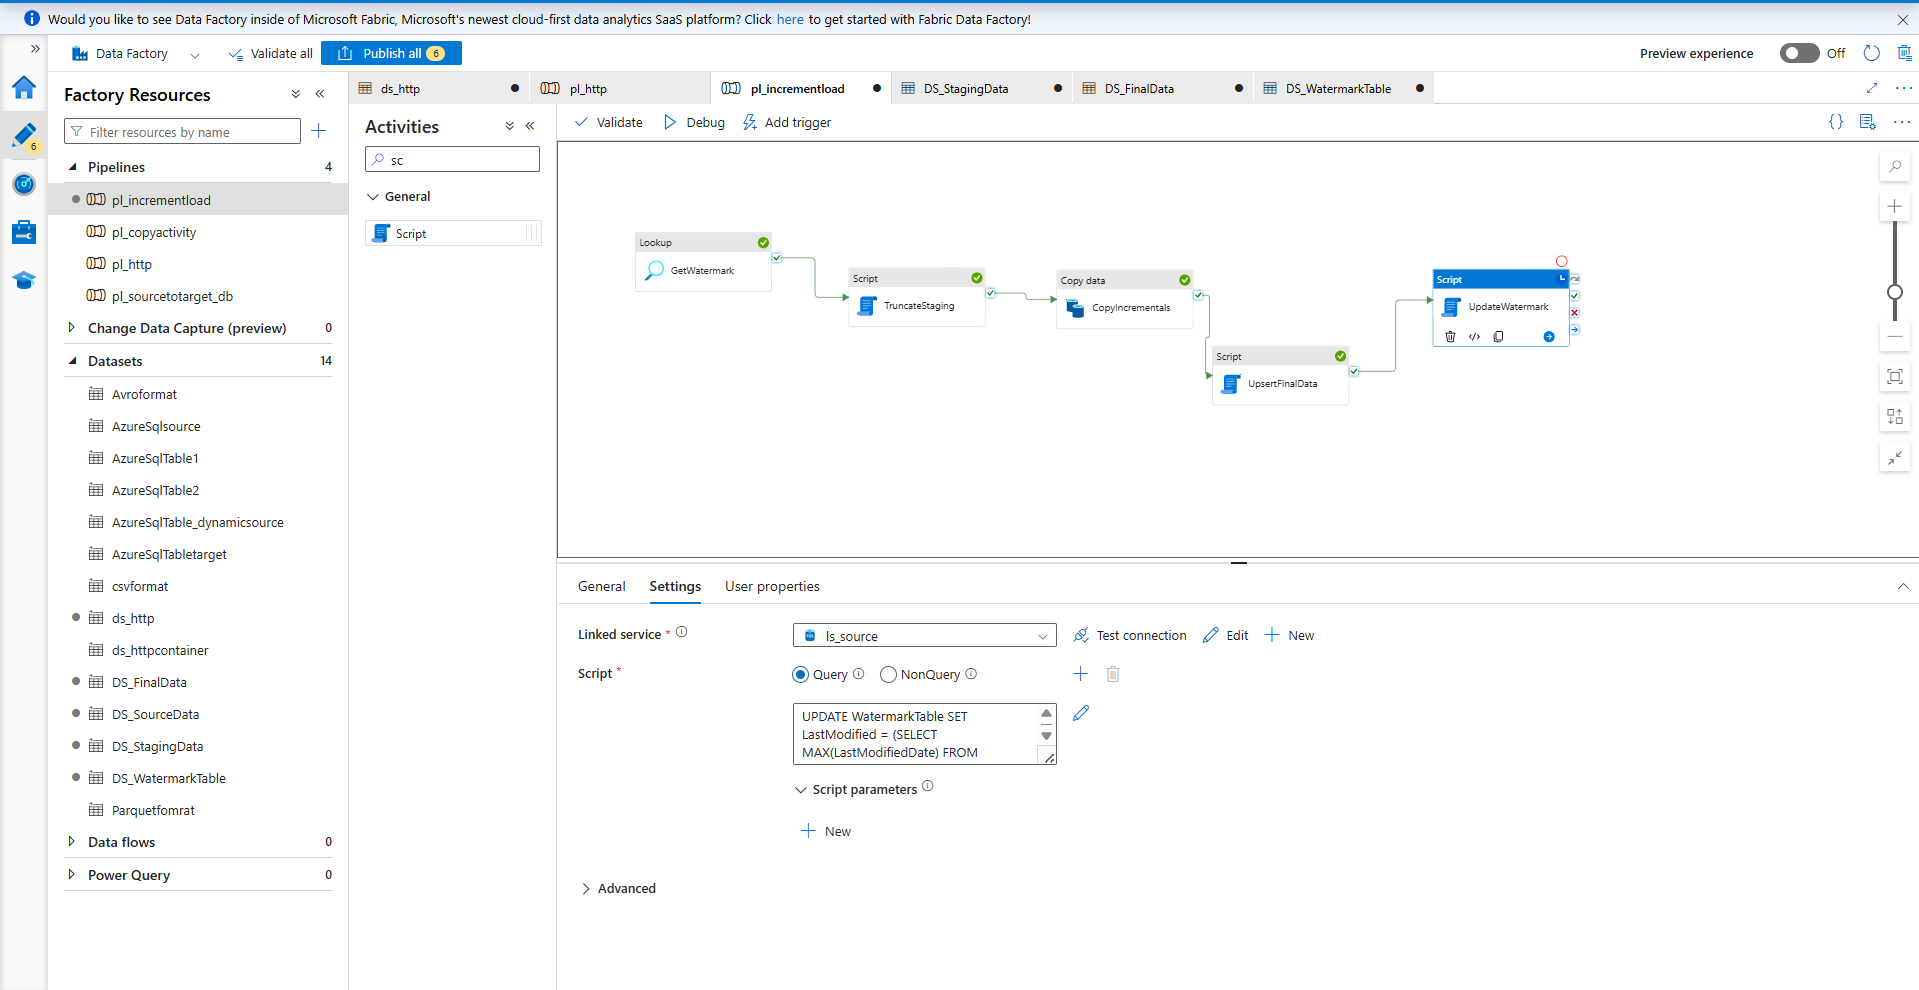 Would you like to see Data Factory inside of Microsoft Fabric, Microsoft's newest cloud-first data analytics SaaS platform? Click here to get started with Fabric Data Factory!
Data Factory
Validate all
Publish all 6
Preview experience
Off
Factory Resources
Filter resources by name
6
Pipelines 4
pl_incrementload
pl_copyactivity
pl_http
pl_sourcetotarget_db
Change Data Capture (preview) 0
Datasets 14
Avroformat
AzureSqlsource
AzureSqlTable1
AzureSqlTable2
AzureSqlTable_dynamicsource
AzureSqlTabletarget
csvformat
ds_http
ds_httpcontainer
DS_FinalData
DS_SourceData
DS_StagingData
DS_WatermarkTable
Parquetfomrat
Data flows 0
Power Query 0
ds_http
pl_http
pl_incrementload
DS_StagingData
DS_FinalData
DS_WatermarkTable
Activities
sc
General
Script
Validate
Debug
Add trigger
Lookup
GetWatermark
Script
TruncateStaging
Copy data
CopyIncrementals
Script
UpsertFinalData
Script
UpdateWatermark
General
Settings
User properties
Linked service *
ls_source
Test connection
Edit
New
Script *
Query
NonQuery
UPDATE WatermarkTable SET
LastModified = (SELECT
MAX(LastModifiedDate) FROM
Script parameters
New
Advanced